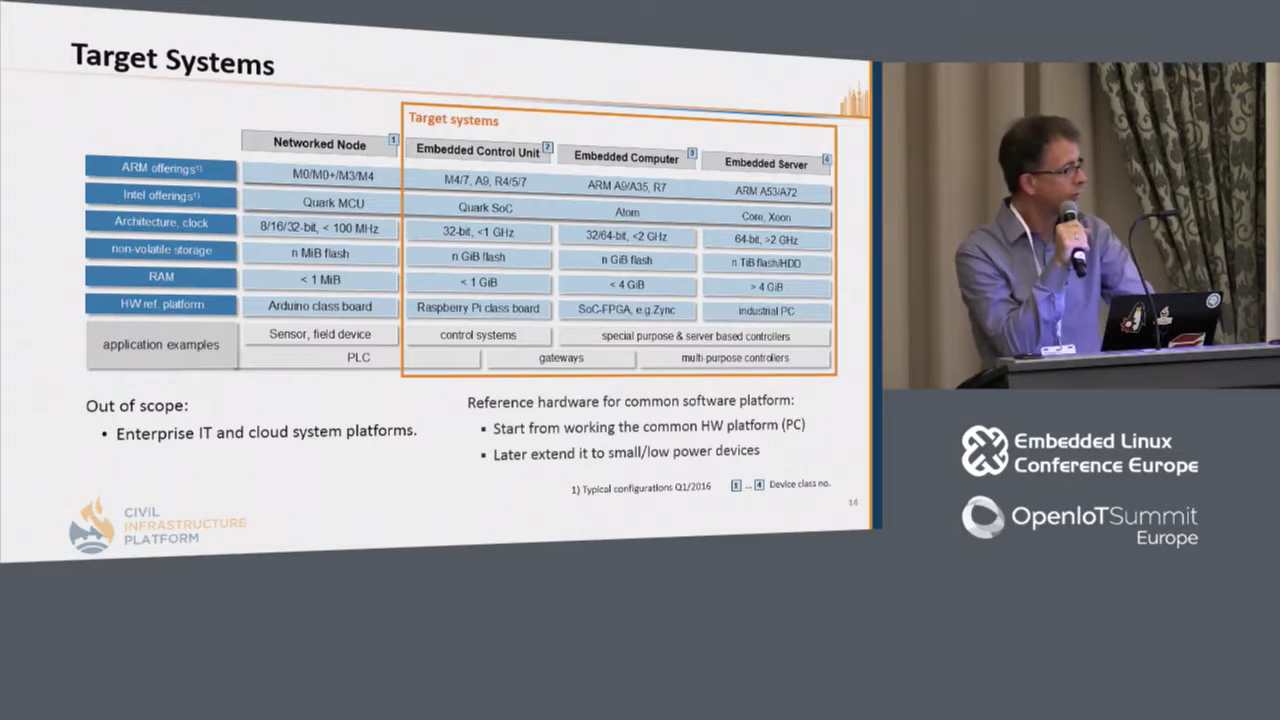 Target Systems
Target systems
Networked Node 1
Embedded Control Unit 2
Embedded Computer 3
Embedded Server 4
ARM offerings1) M0/M0+/M3/M4 M4/7, A9, R4/5/7 ARM A9/A35, R7 ARM A53/A72
Intel offerings1) Quark MCU Quark SoC Atom Core, Xeon
Architecture, clock 8/16/32-bit, < 100 MHz 32-bit, <1 GHz 32/64-bit, <2 GHz 64-bit, >2 GHz
non-volatile storage n MiB flash n GiB flash n GiB flash n TiB flash/HDD
RAM < 1 MiB < 1 GiB < 4 GiB > 4 GiB
HW ref. platform Arduino class board Raspberry Pi class board SoC-FPGA, e.g.Zync industrial PC
application examples
Sensor, field device control systems special purpose & server based controllers
PLC gateways multi-purpose controllers
Out of scope:
• Enterprise IT and cloud system platforms.
Reference hardware for common software platform:
▪ Start from working the common HW platform (PC)
▪ Later extend it to small/low power devices
1) Typical configurations Q1/2016 1 ... 4 Device class no.
14
CIVIL
INFRASTRUCTURE
PLATFORM
Embedded Linux
Conference Europe
OpenIoTSummit
Europe